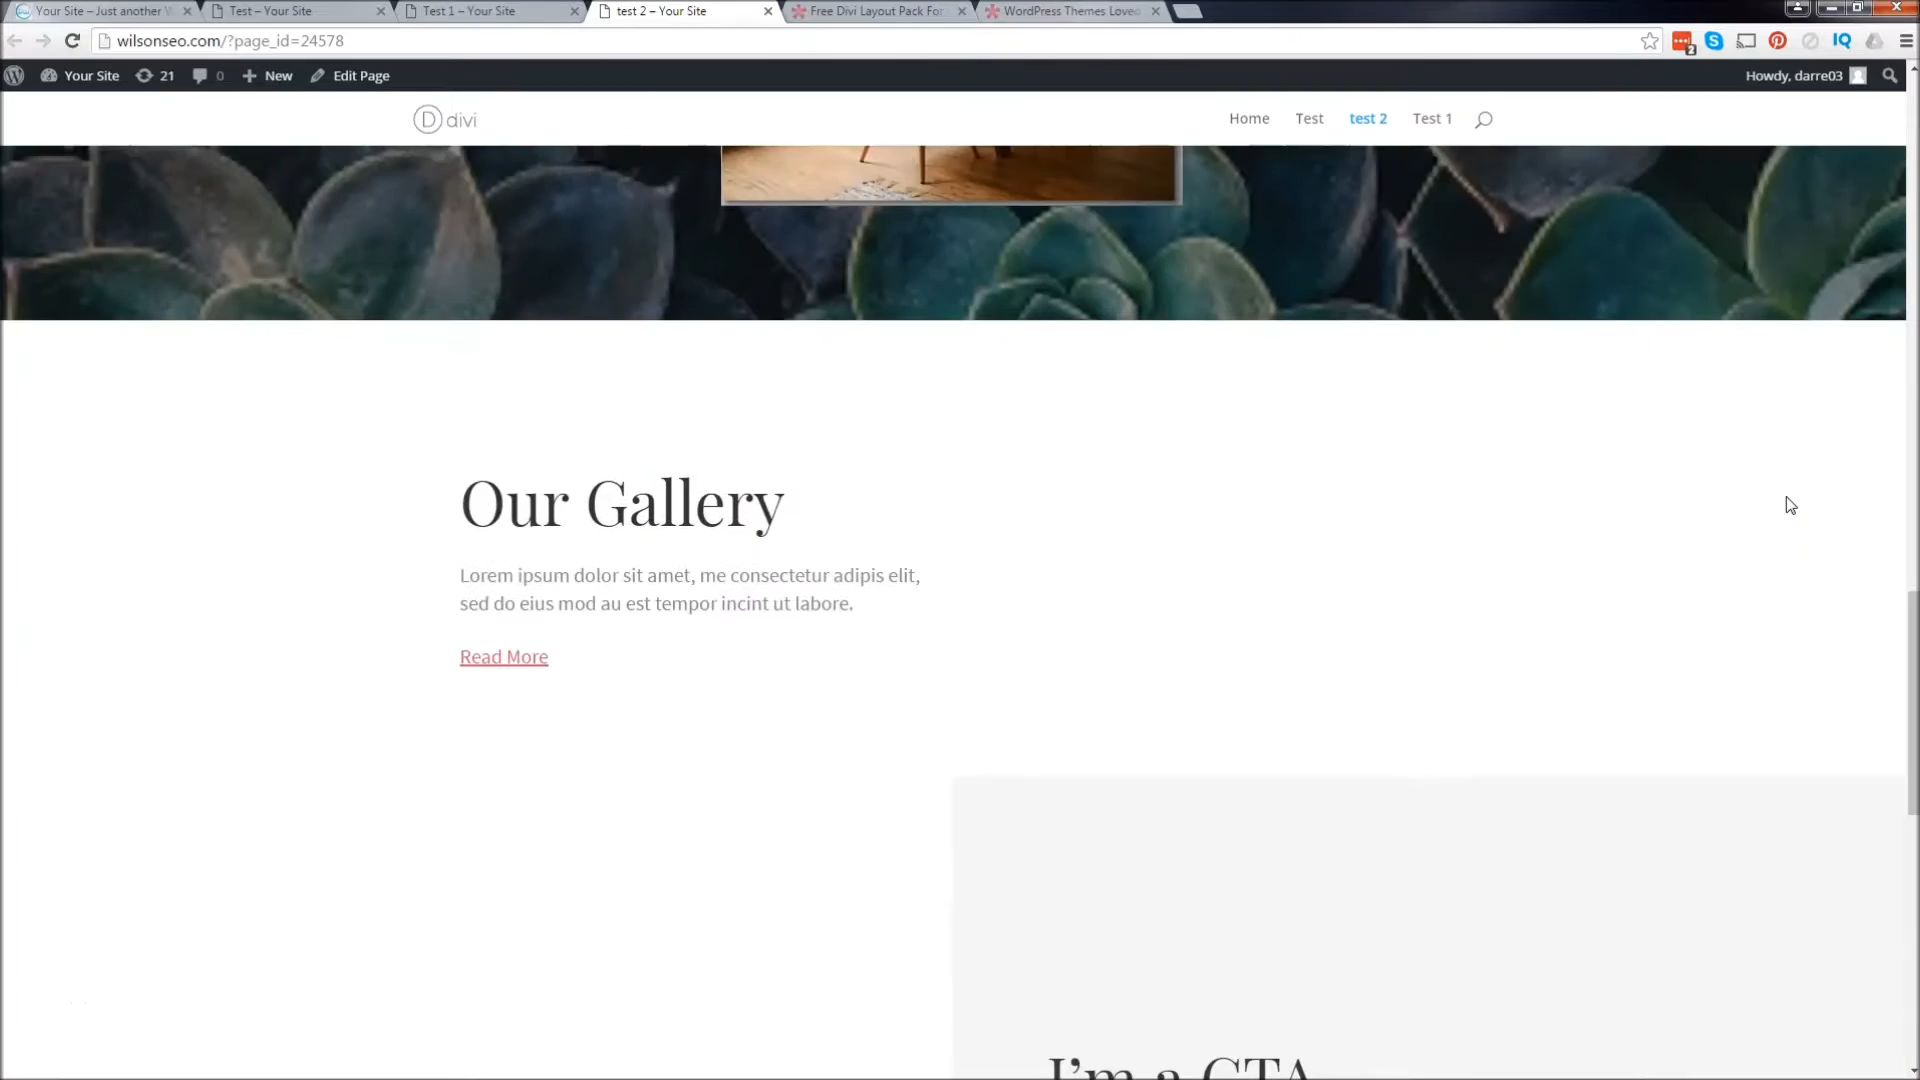 Your Site – Just another
Test – Your Site
Test 1 – Your Site
test 2 – Your Site
Free Divi Layout Pack For
WordPress Themes Loved
wilsonseo.com/?page_id=24578
2
IQ
Your Site
21
0
New
Edit Page
Howdy, darre03
D divi
Home
Test
test 2
Test 1
Our Gallery
Lorem ipsum dolor sit amet, me consectetur adipis elit,
sed do eius mod au est tempor incint ut labore.
Read More
I'm a CTA